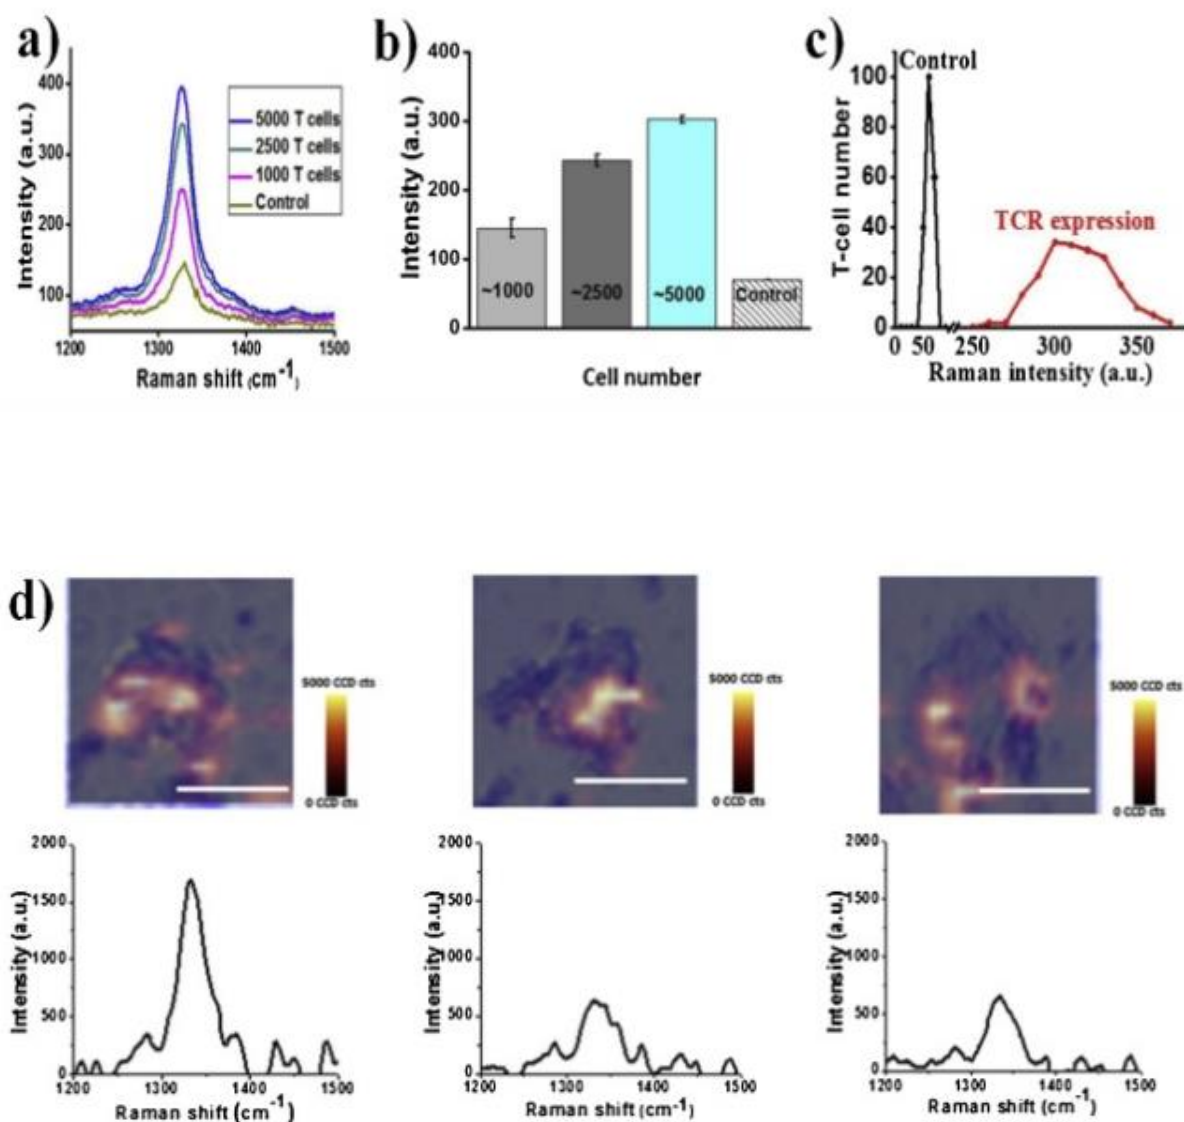 a)
Intensity (a.u.)
400
300
200
100
5000 T cells
2500 T cells
1000 T cells
Control
1200 1300 1400 1500
Raman shift (cm-1)
b)
Intensity (a.u.)
400
300
200
100
0
~1000 ~2500 ~5000 Control
Cell number
c)
T-cell number
100
80
60
40
20
0
Control
TCR expression
0 50 250 300 350
Raman intensity (a.u.)
d)
5000 CCD cts
0 CCD cts
5000 CCD cts
0 CCD cts
5000 CCD cts
0 CCD cts
Intensity (a.u.)
2000
1500
1000
500
0
1200 1300 1400 1500
Raman shift (cm-1)
Intensity (a.u.)
2000
1500
1000
500
0
1200 1300 1400 1500
Raman shift (cm-1)
Intensity (a.u.)
2000
1500
1000
500
0
1200 1300 1400 1500
Raman shift (cm-1)